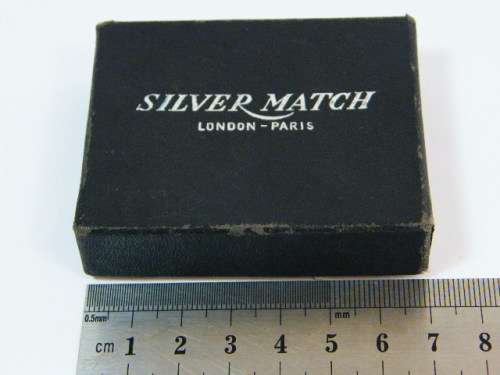 SILVER MATCH
LONDON-PARIS
0.5mm
mm
cm 1 2 3 4 5 6 7 8